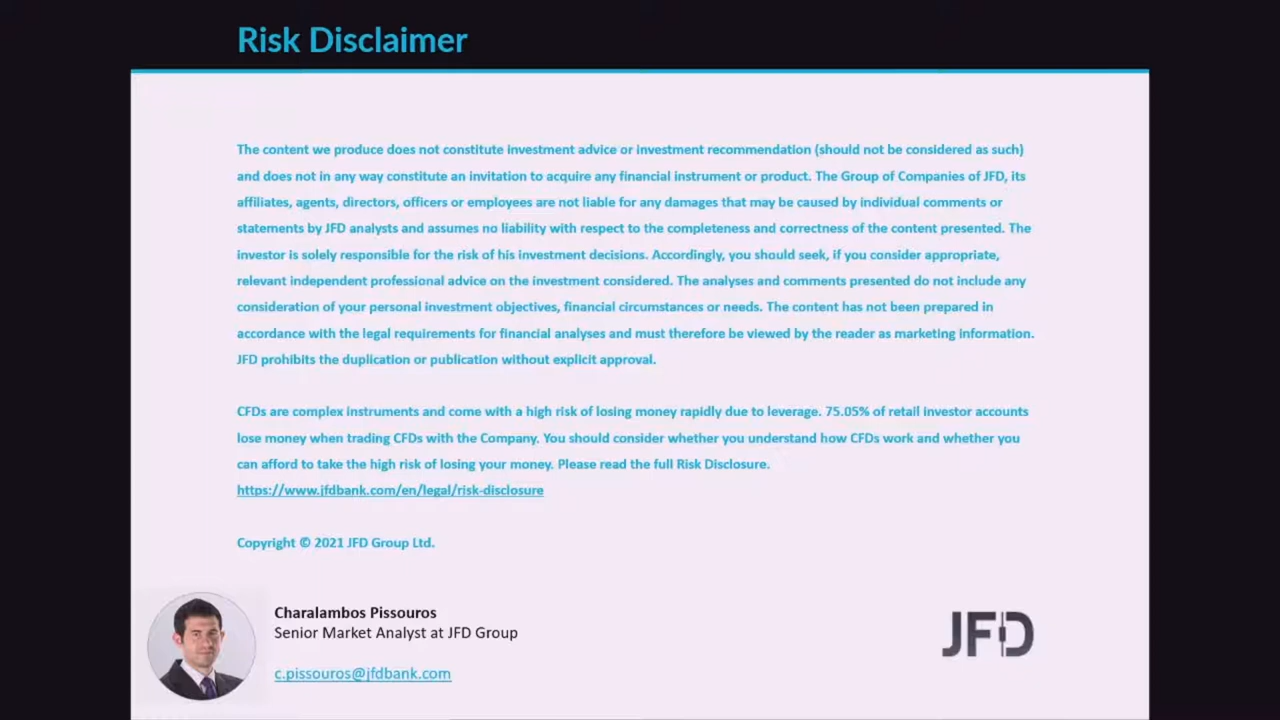 Risk Disclaimer
The content we produce does not constitute investment advice or investment recommendation (should not be considered as such)
and does not in any way constitute an invitation to acquire any financial instrument or product. The Group of Companies of JFD, its
affiliates, agents, directors, officers or employees are not liable for any damages that may be caused by individual comments or
statements by JFD analysts and assumes no liability with respect to the completeness and correctness of the content presented. The
investor is solely responsible for the risk of his investment decisions. Accordingly, you should seek, if you consider appropriate,
relevant independent professional advice on the investment considered. The analyses and comments presented do not include any
consideration of your personal investment objectives, financial circumstances or needs. The content has not been prepared in
accordance with the legal requirements for financial analyses and must therefore be viewed by the reader as marketing information.
JFD prohibits the duplication or publication without explicit approval.
CFDs are complex instruments and come with a high risk of losing money rapidly due to leverage. 75.05% of retail investor accounts
lose money when trading CFDs with the Company. You should consider whether you understand how CFDs work and whether you
can afford to take the high risk of losing your money. Please read the full Risk Disclosure.
https://www.jfdbank.com/en/legal/risk-disclosure
Copyright © 2021 JFD Group Ltd.
Charalambos Pissouros
Senior Market Analyst at JFD Group
c.pissouros@jfdbank.com
JFD